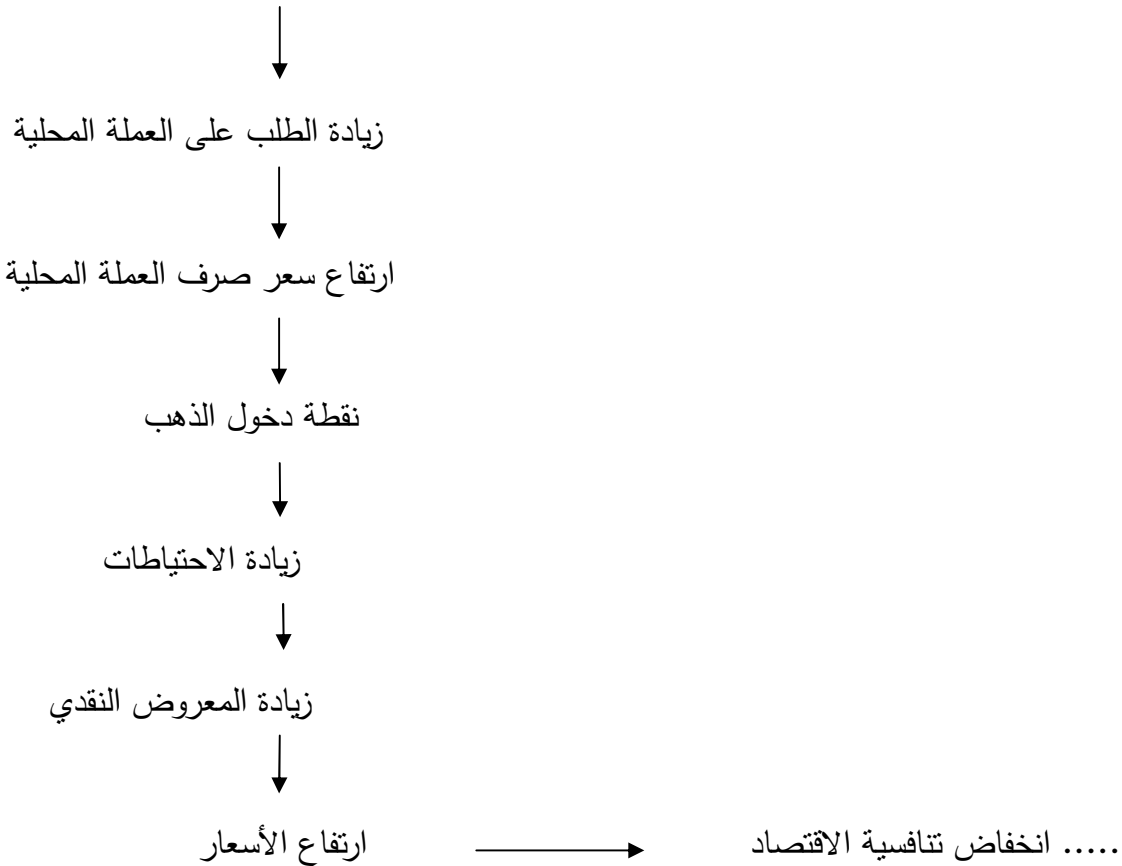 زيادة الطلب على العملة المحلية
ارتفاع سعر صرف العملة المحلية
نقطة دخول الذهب
زيادة الاحتياطات
زيادة المعروض النقدي
ارتفاع الأسعار
..... انخفاض تنافسية الاقتصاد